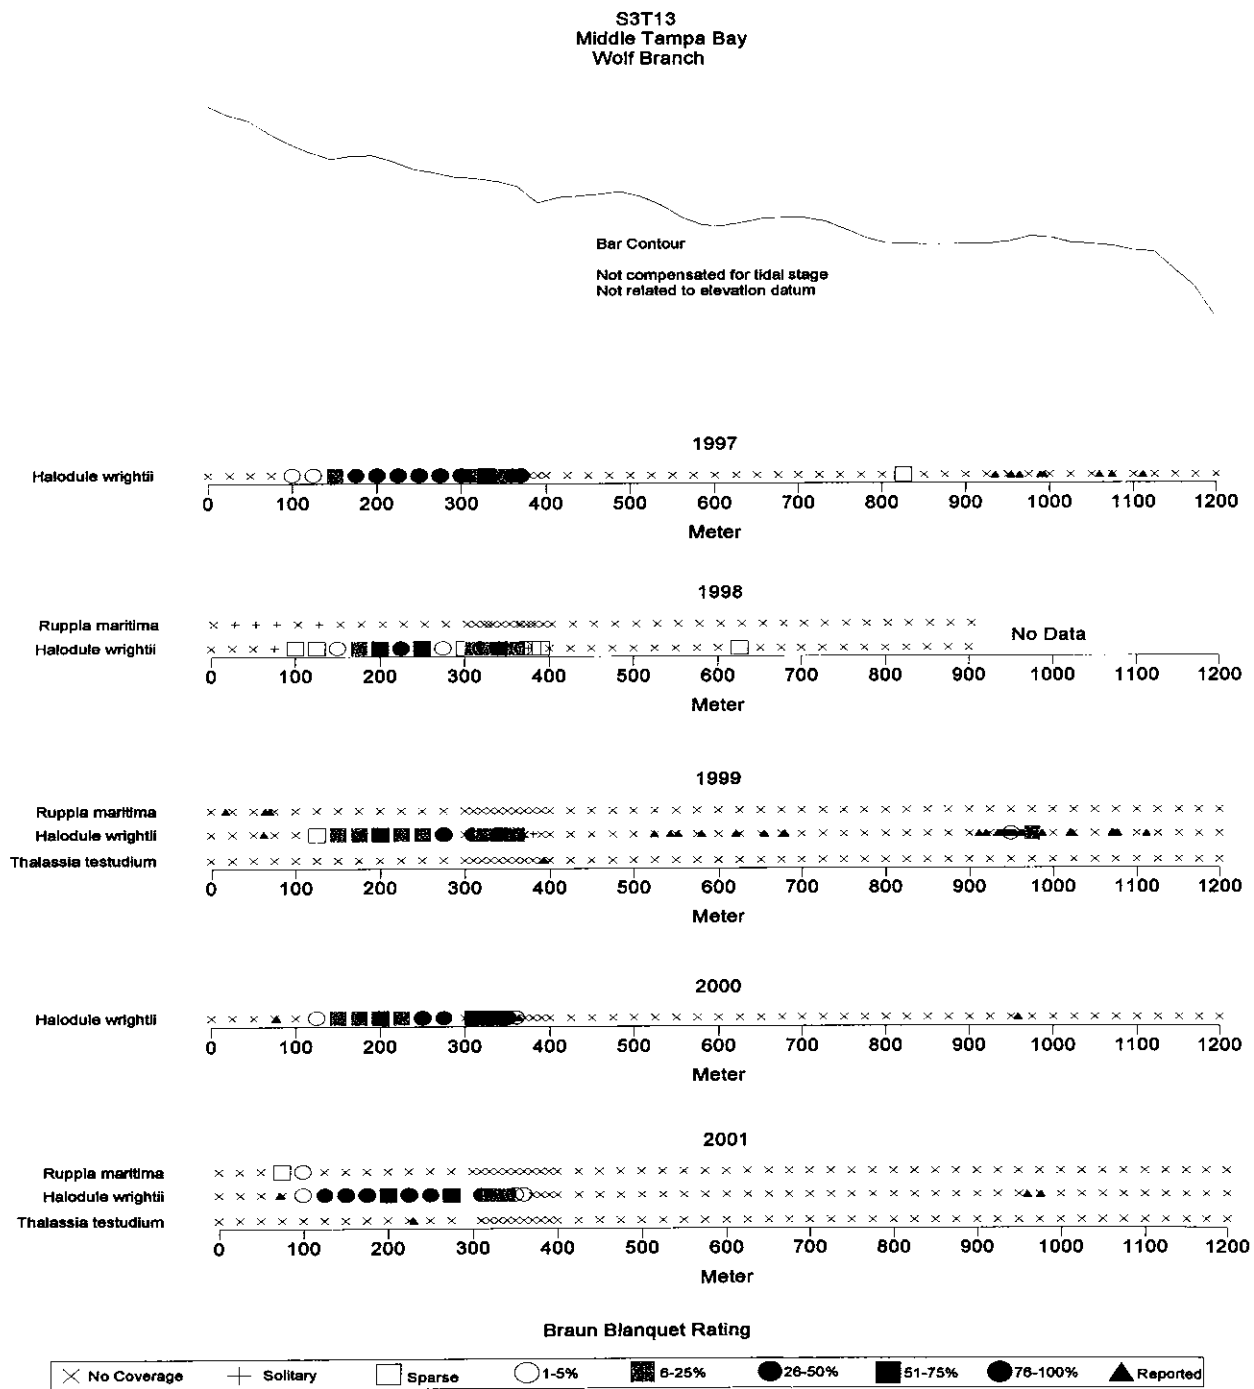 S3T13
Middle Tampa Bay
Wolf Branch
Bar Contour
Not compensated for tidal stage
Not related to elevation datum
1997
Halodule wrightii
0 100 200 300 400 500 600 700 800 900 1000 1100 1200
Meter
1998
Ruppia maritima
Halodule wrightii
No Data
0 100 200 300 400 500 600 700 800 900 1000 1100 1200
Meter
1999
Ruppia maritima
Halodule wrightii
Thalassia testudium
0 100 200 300 400 500 600 700 800 900 1000 1100 1200
Meter
2000
Halodule wrightii
0 100 200 300 400 500 600 700 800 900 1000 1100 1200
Meter
2001
Ruppia maritima
Halodule wrightii
Thalassia testudium
0 100 200 300 400 500 600 700 800 900 1000 1100 1200
Meter
Braun Blanquet Rating
No Coverage Solitary Sparse 1-5% 6-25% 26-50% 51-75% 76-100% Reported